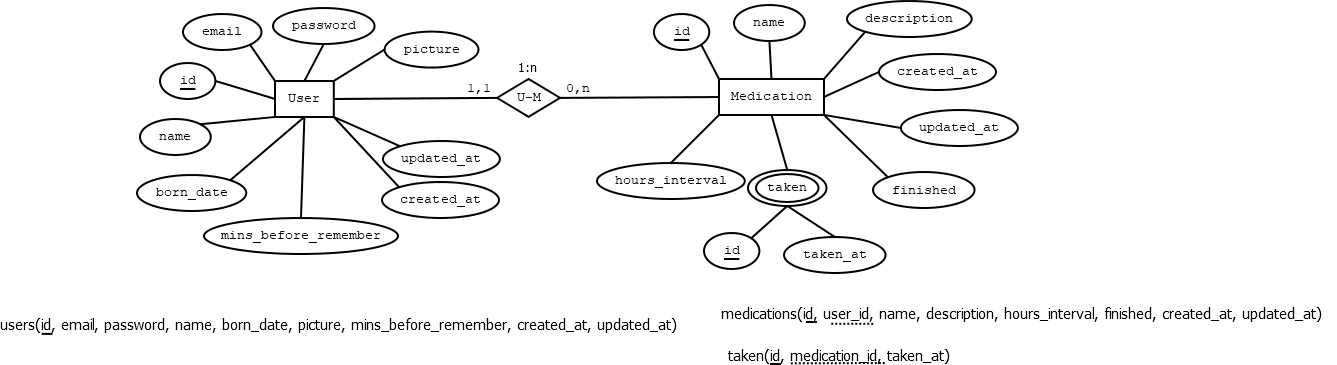 email
password
picture
id
User
name
born_date
mins_before_remember
updated_at
created_at
1,1
1:n
U-M
0,n
id
name
description
created_at
Medication
updated_at
hours_interval
taken
finished
id
taken_at
users(id, email, password, name, born_date, picture, mins_before_remember, created_at, updated_at)
medications(id, user_id, name, description, hours_interval, finished, created_at, updated_at)
taken(id, medication_id, taken_at)